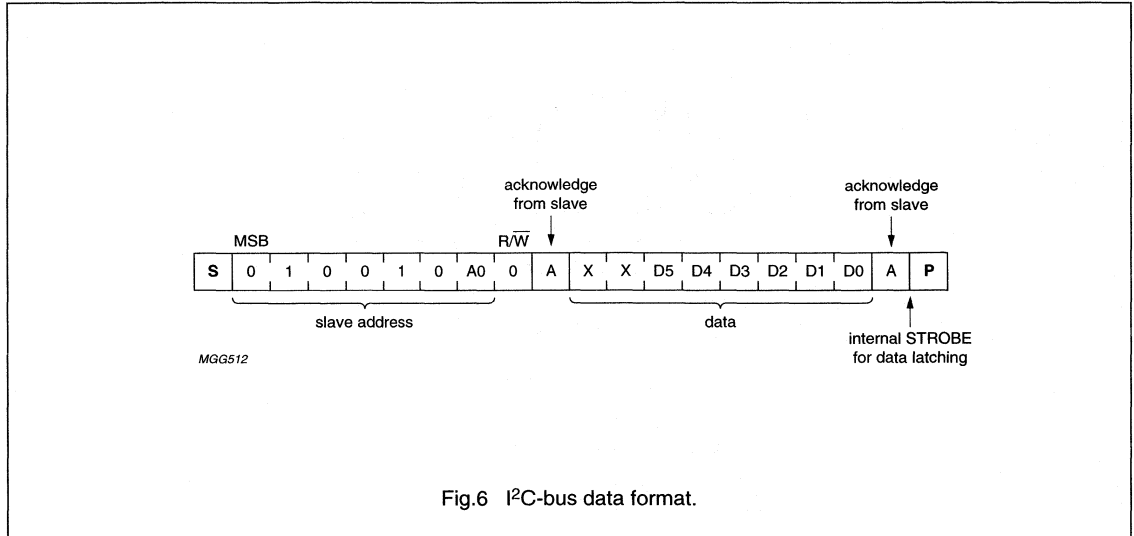 acknowledge
from slave
acknowledge
from slave
MSB
R/W̅
S 0 1 0 0 1 0 A0 0 A X X D5 D4 D3 D2 D1 D0 A P
slave address
data
internal STROBE
for data latching
MGG512
Fig.6 I²C-bus data format.